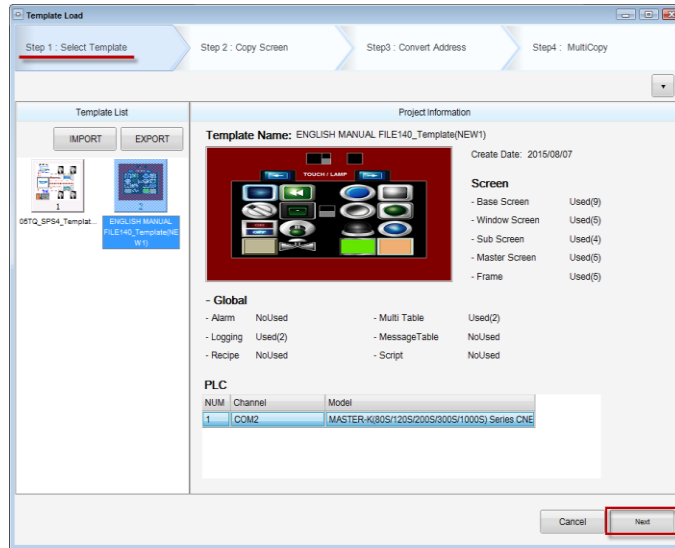 Template Load
Step 1 : Select Template
Step 2 : Copy Screen
Step3 : Convert Address
Step4 : MultiCopy
Template List
Project Information
IMPORT
EXPORT
Template Name: ENGLISH MANUAL FILE140_Template(NEW1)
1
05TQ_SPS4_Templat...
2
ENGLISH MANUAL
FILE140_Template(NE
W1)
TOUCH / LAMP
OFF
Create Date: 2015/08/07
Screen
- Base Screen Used(9)
- Window Screen Used(5)
- Sub Screen Used(4)
- Master Screen Used(5)
- Frame Used(5)
- Global
- Alarm NoUsed - Multi Table Used(2)
- Logging Used(2) - MessageTable NoUsed
- Recipe NoUsed - Script NoUsed
PLC
NUM Channel Model
1 COM2 MASTER-K(80S/120S/200S/300S/1000S) Series CNE
Cancel
Next